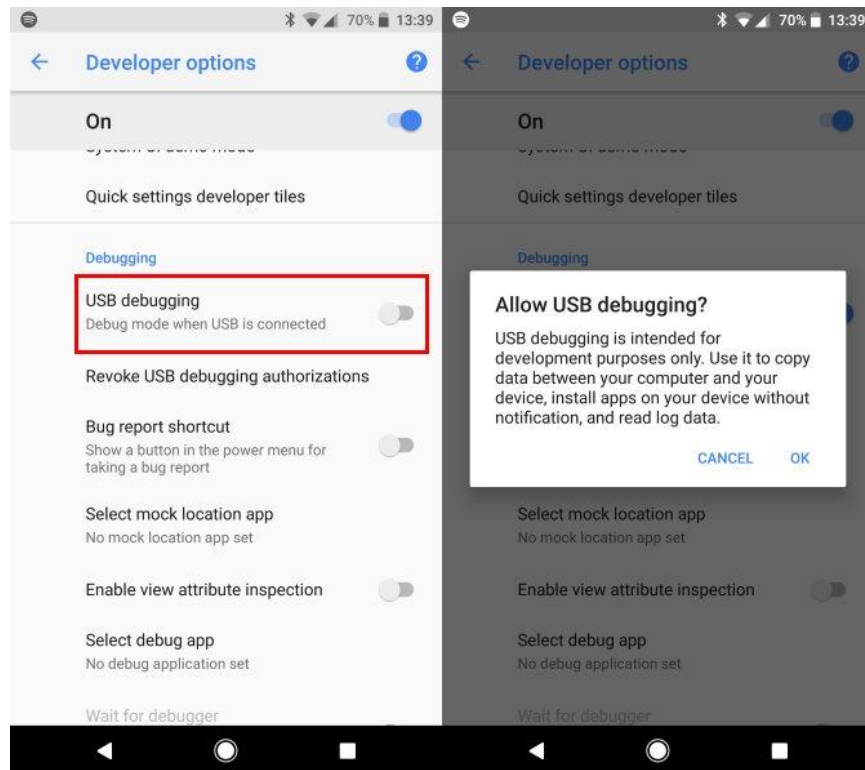 70% 13:39
Developer options
On
Quick settings developer tiles
Debugging
USB debugging
Debug mode when USB is connected
Revoke USB debugging authorizations
Bug report shortcut
Show a button in the power menu for
taking a bug report
Select mock location app
No mock location app set
Enable view attribute inspection
Select debug app
No debug application set
Wait for debugger
70% 13:39
Developer options
On
Quick settings developer tiles
Debugging
Allow USB debugging?
USB debugging is intended for
development purposes only. Use it to copy
data between your computer and your
device, install apps on your device without
notification, and read log data.
CANCEL OK
Select mock location app
No mock location app set
Enable view attribute inspection
Select debug app
No debug application set
Wait for debugger